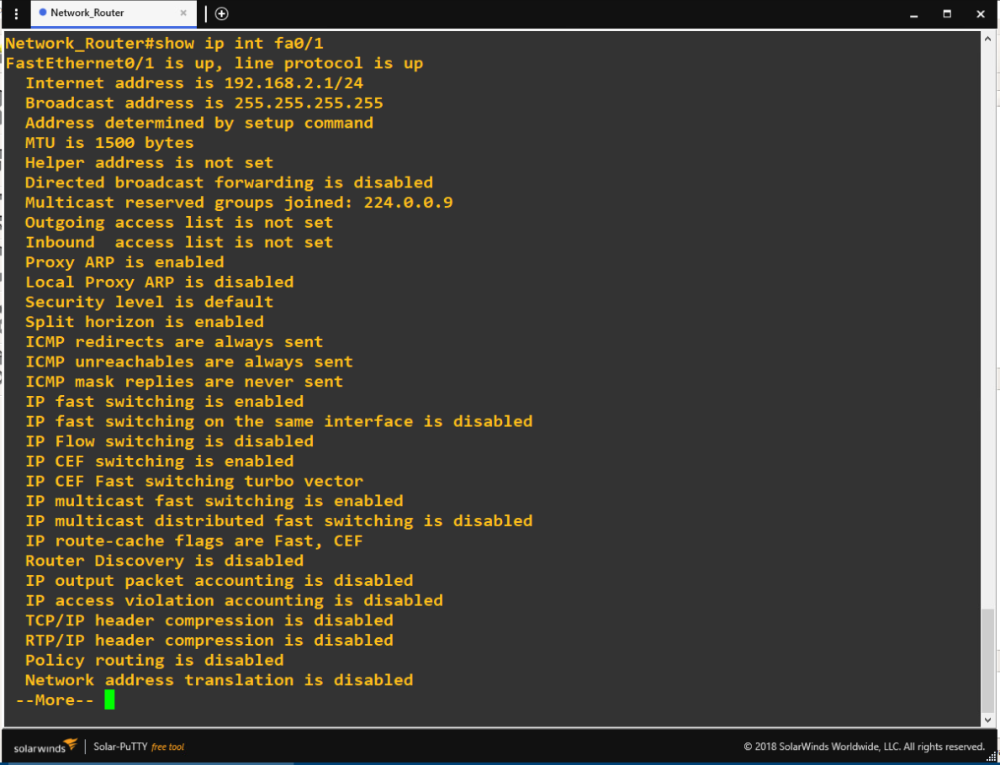 Network_Router
Network_Router#show ip int fa0/1
FastEthernet0/1 is up, line protocol is up
  Internet address is 192.168.2.1/24
  Broadcast address is 255.255.255.255
  Address determined by setup command
  MTU is 1500 bytes
  Helper address is not set
  Directed broadcast forwarding is disabled
  Multicast reserved groups joined: 224.0.0.9
  Outgoing access list is not set
  Inbound  access list is not set
  Proxy ARP is enabled
  Local Proxy ARP is disabled
  Security level is default
  Split horizon is enabled
  ICMP redirects are always sent
  ICMP unreachables are always sent
  ICMP mask replies are never sent
  IP fast switching is enabled
  IP fast switching on the same interface is disabled
  IP Flow switching is disabled
  IP CEF switching is enabled
  IP CEF Fast switching turbo vector
  IP multicast fast switching is enabled
  IP multicast distributed fast switching is disabled
  IP route-cache flags are Fast, CEF
  Router Discovery is disabled
  IP output packet accounting is disabled
  IP access violation accounting is disabled
  TCP/IP header compression is disabled
  RTP/IP header compression is disabled
  Policy routing is disabled
  Network address translation is disabled
 --More--
solarwinds | Solar-PuTTY free tool © 2018 SolarWinds Worldwide, LLC. All rights reserved.